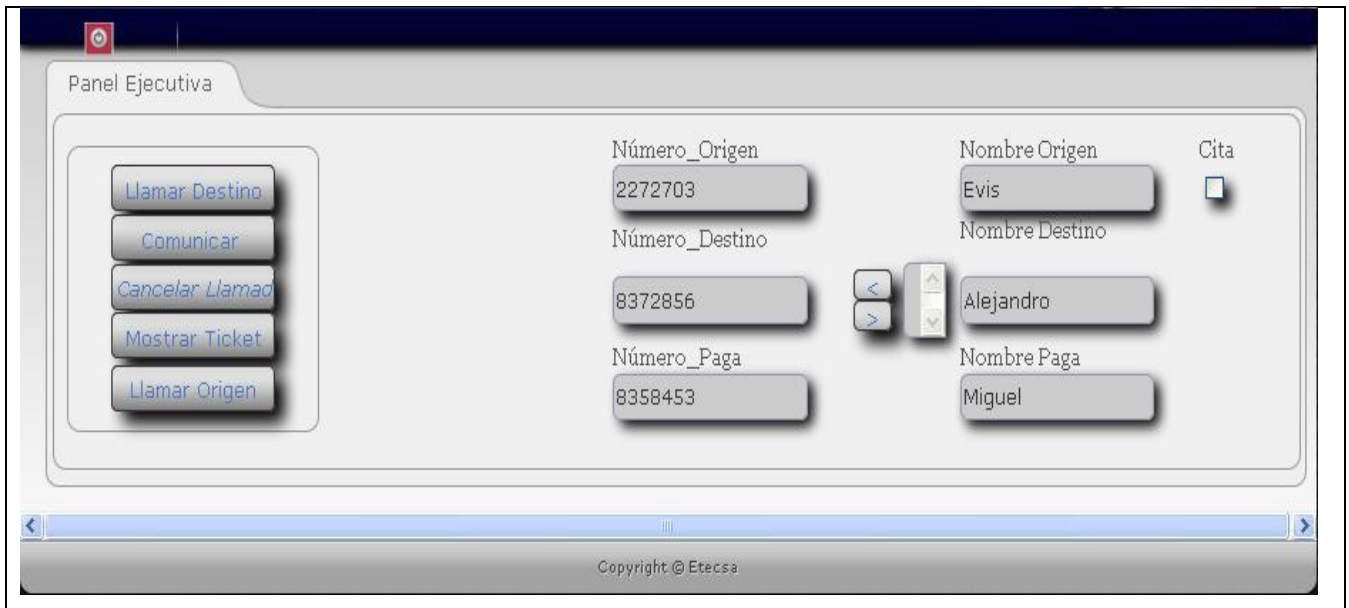 Panel Ejecutiva
Llamar Destino
Comunicar
Cancelar Llamad
Mostrar Ticket
Llamar Origen
Número_Origen
2272703
Número_Destino
8372856
Número_Paga
8358453
<
>
Nombre Origen
Evis
Nombre Destino
Alejandro
Nombre Paga
Miguel
Cita
Copyright © Etecsa